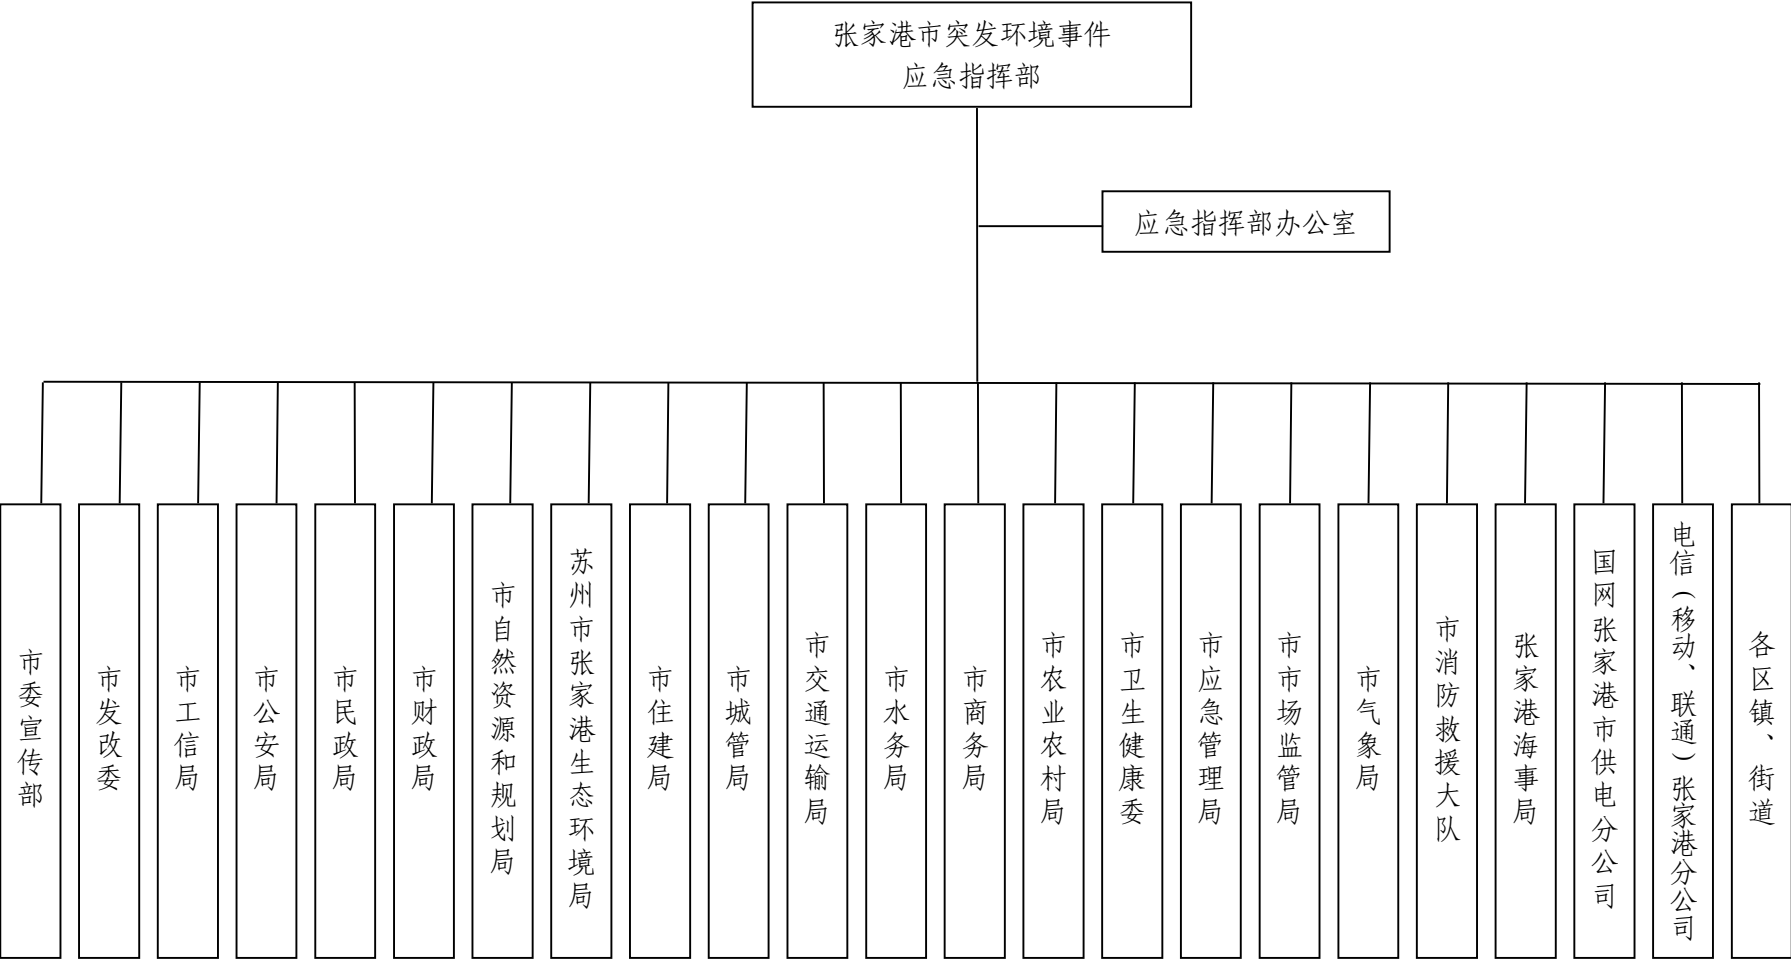 张家港市突发环境事件
应急指挥部
应急指挥部办公室
市委宣传部
市发改委
市工信局
市公安局
市民政局
市财政局
市自然资源和规划局
苏州市张家港生态环境局
市住建局
市城管局
市交通运输局
市水务局
市商务局
市农业农村局
市卫生健康委
市应急管理局
市市场监管局
市气象局
市消防救援大队
张家港海事局
国网张家港市供电分公司
电信(移动、联通)张家港分公司
各区镇、街道